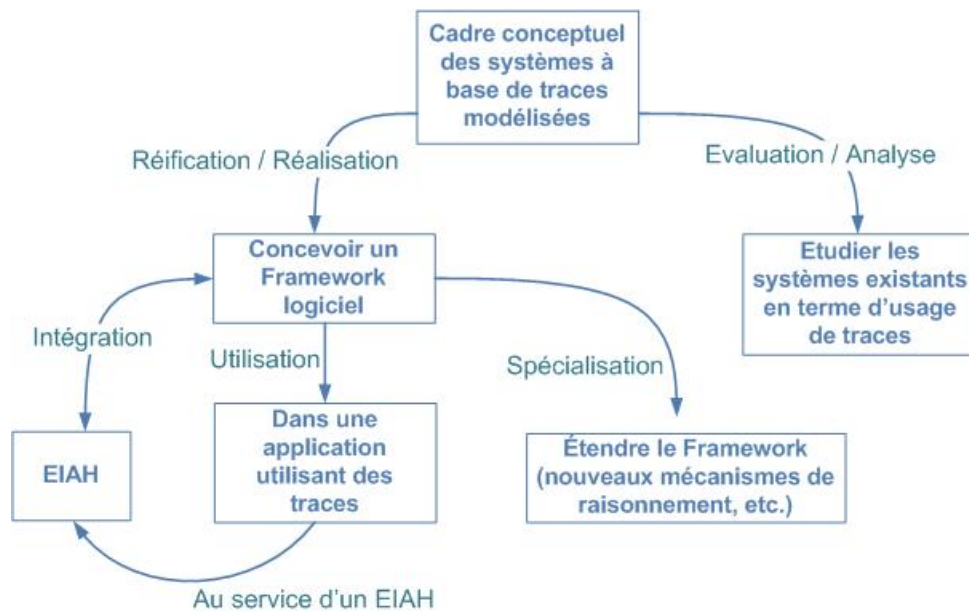 Cadre conceptuel
des systèmes à
base de traces
modélisées
Réification / Réalisation
Evaluation / Analyse
Concevoir un
Framework
logiciel
Etudier les
systèmes existants
en terme d'usage
de traces
Intégration
Utilisation
Spécialisation
EIAH
Dans une
application
utilisant des
traces
Étendre le Framework
(nouveaux mécanismes de
raisonnement, etc.)
Au service d'un EIAH